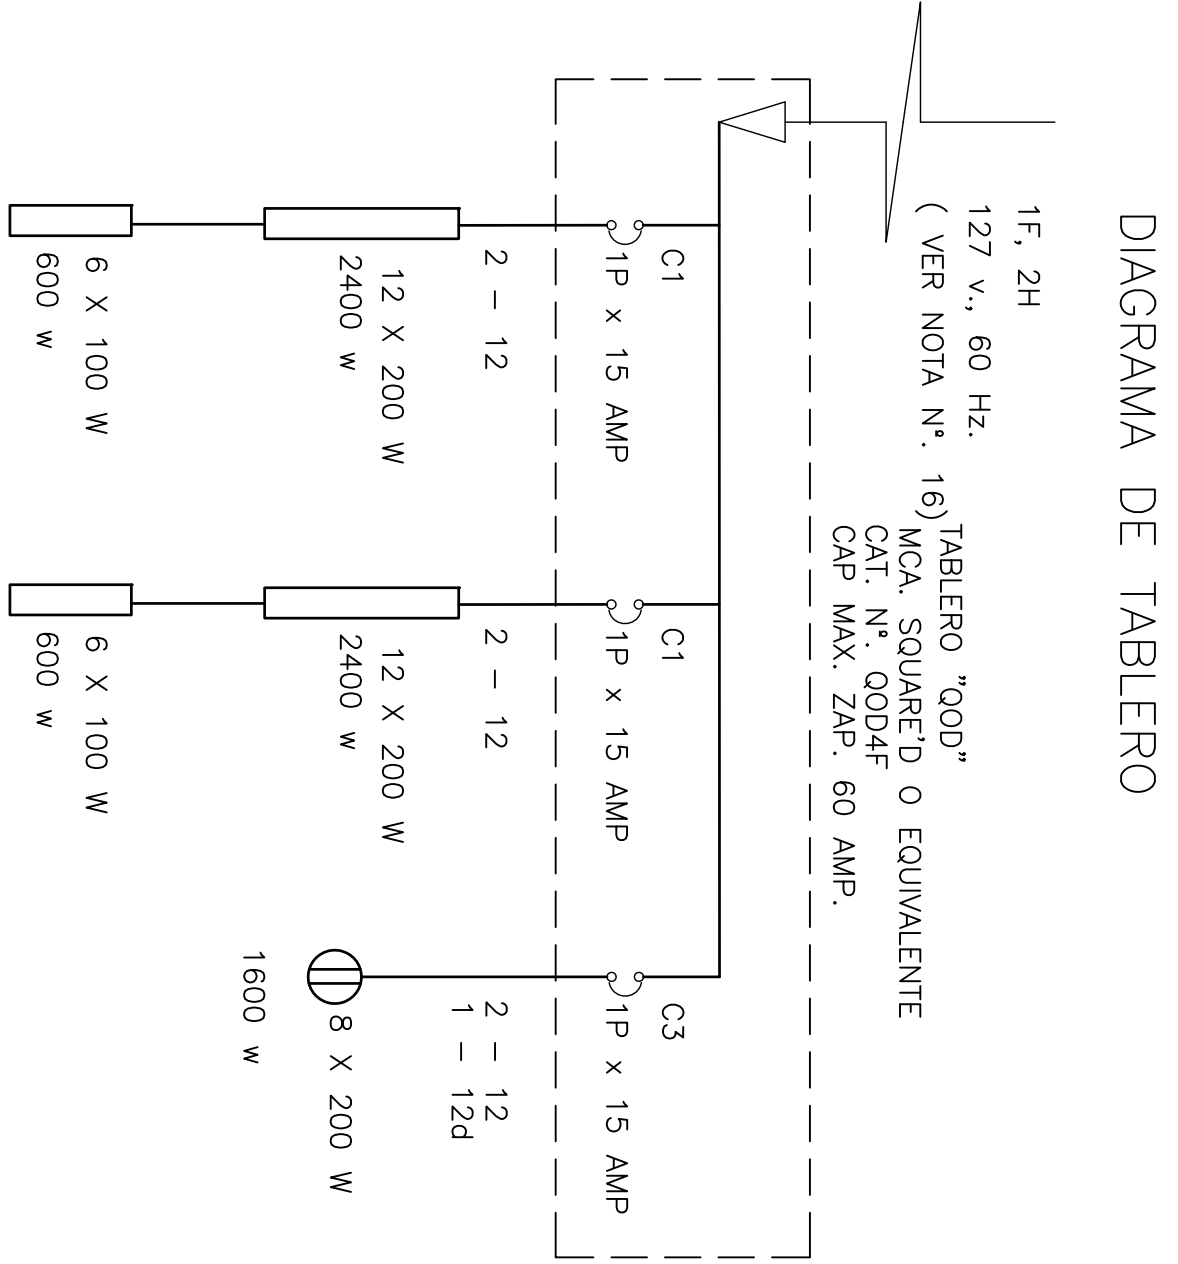 DIAGRAMA DE TABLERO
1F, 2H
127 v., 60 Hz.
( VER NOTA Nº. 16)
TABLERO "QOD"
MCA. SQUARE'D O EQUIVALENTE
CAT. Nº. QOD4F
CAP MAX. ZAP. 60 AMP.
C1
1P x 15 AMP
2 - 12
12 X 200 W
2400 w
6 X 100 W
600 w
C1
1P x 15 AMP
2 - 12
12 X 200 W
2400 w
6 X 100 W
600 w
C3
1P x 15 AMP
2 - 12
1 - 12d
8 X 200 W
1600 w